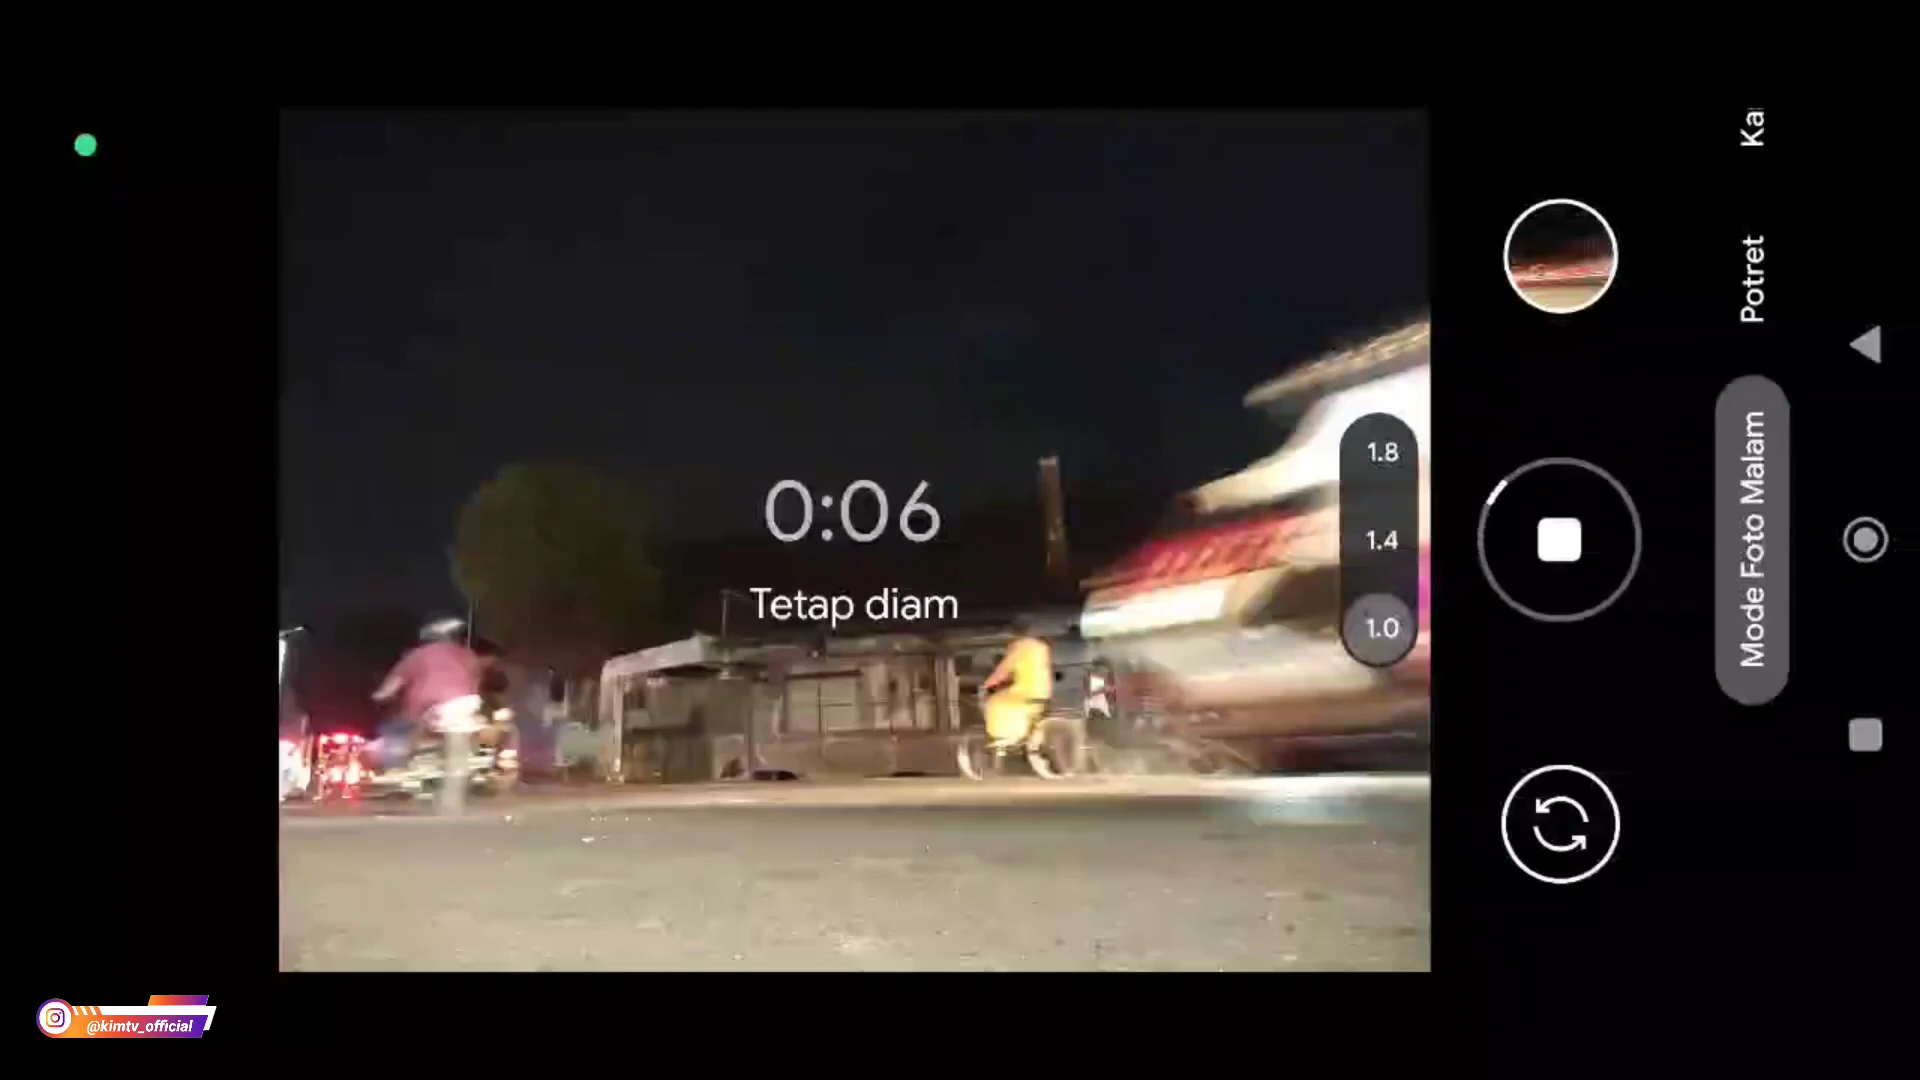 0:06
Tetap diam
1.8
1.4
1.0
Ka
Potret
Mode Foto Malam
@kimtv_official